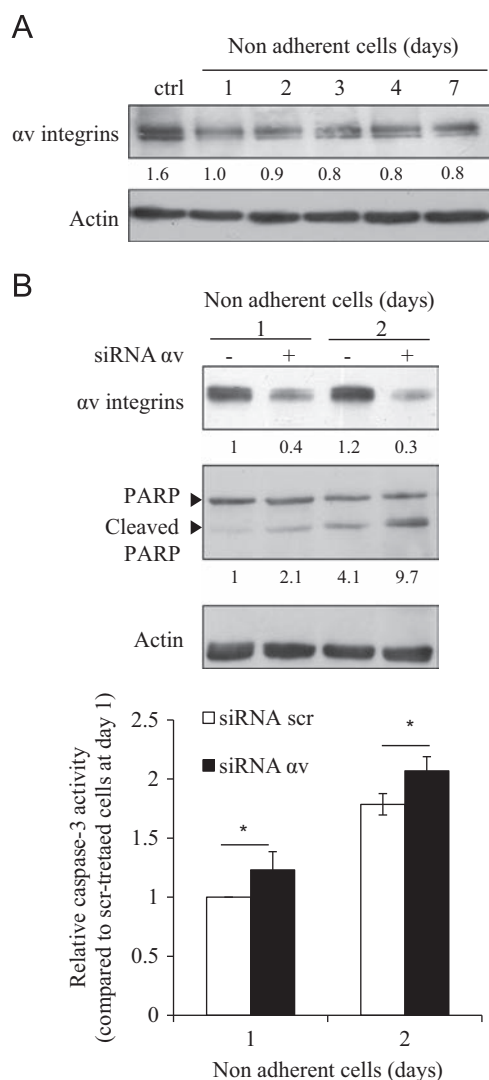 A
Non adherent cells (days)
ctrl 1 2 3 4 7
αv integrins
1.6 1.0 0.9 0.8 0.8 0.8
Actin
B
Non adherent cells (days)
1 2
siRNA αv - + - +
αv integrins
1 0.4 1.2 0.3
PARP
Cleaved
PARP
1 2.1 4.1 9.7
Actin
Relative caspase-3 activity
(compared to scr-tretaed cells at day 1)
2.5
2
1.5
1
0.5
0
siRNA scr
siRNA αv
*
*
1 2
Non adherent cells (days)